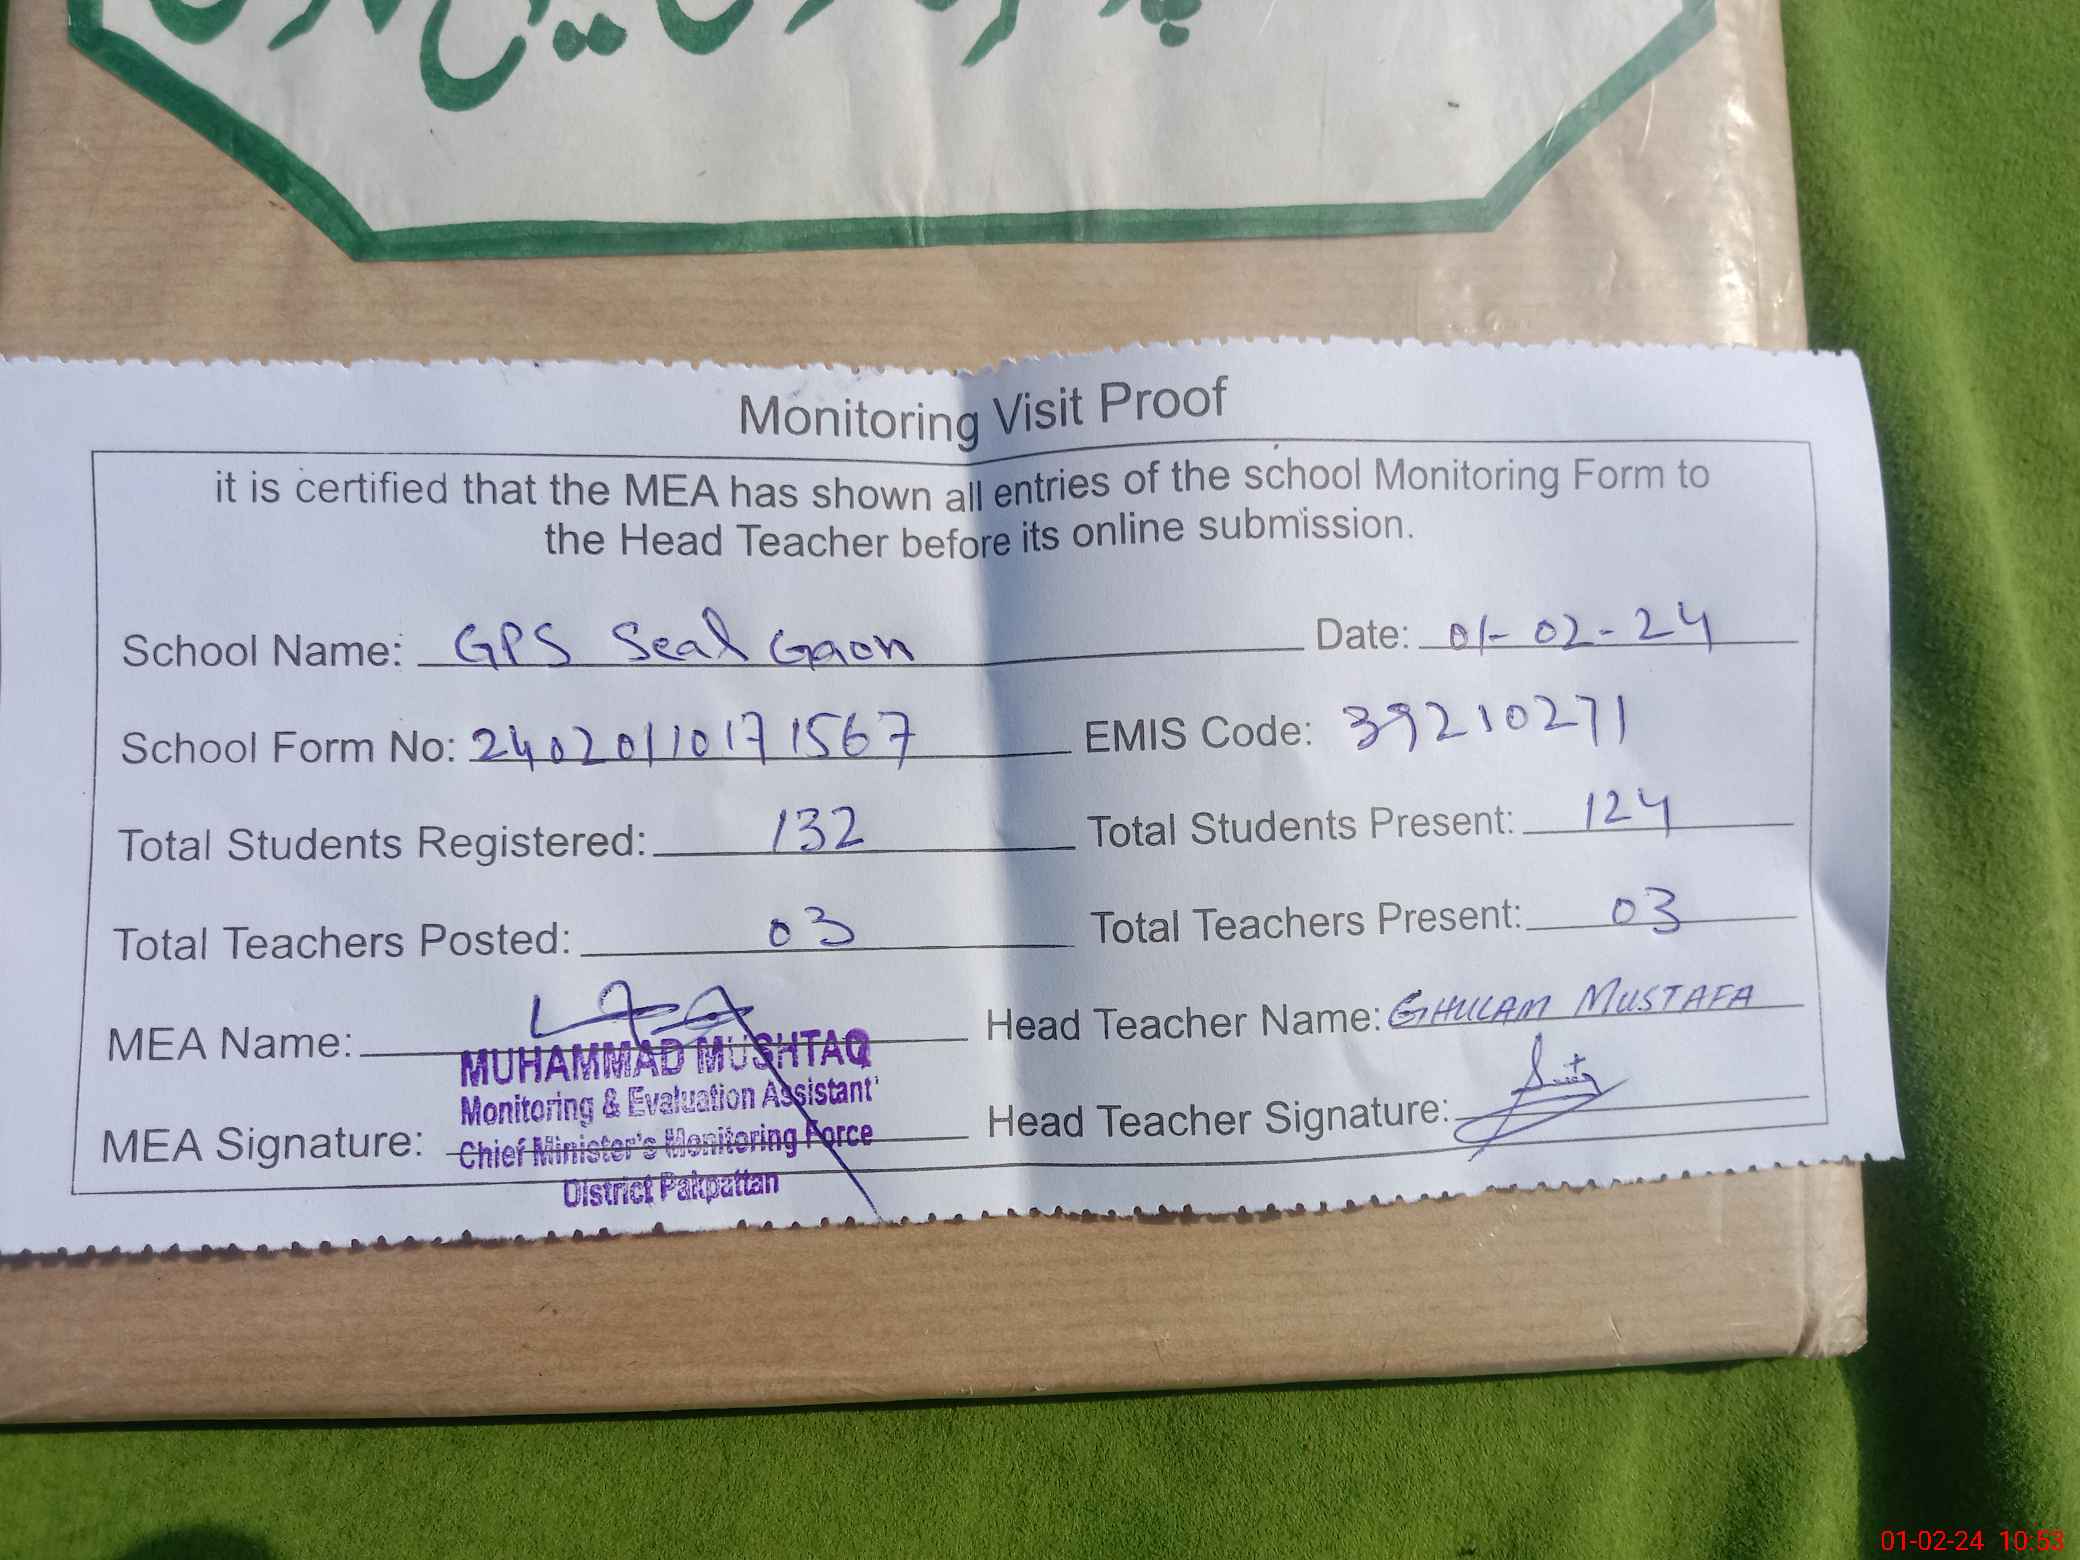 Monitoring Visit Proof
it is certified that the MEA has shown all entries of the school Monitoring Form to
the Head Teacher before its online submission.
School Name: GPS Seal Gaon Date: 01-02-24
School Form No: 24020110171567 EMIS Code: 39210271
Total Students Registered: 132 Total Students Present: 124
Total Teachers Posted: 03 Total Teachers Present: 03
MEA Name: Head Teacher Name: GHULAM MUSTAFA
MUHAMMAD MUSHTAQ
Monitoring & Evaluation Assistant
MEA Signature: Head Teacher Signature:
Chief Minister's Monitoring Force
District Pakpattan
01-02-24 10:53